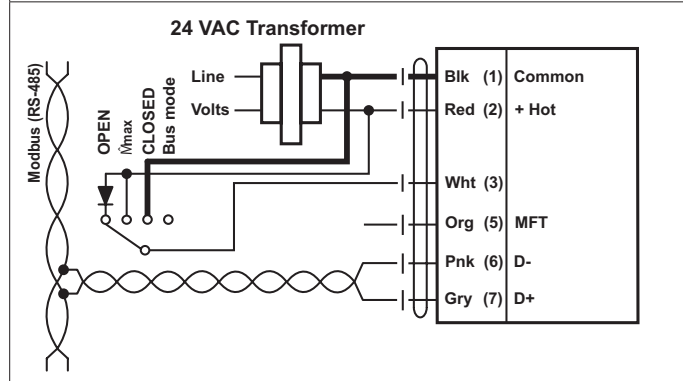 24 VAC Transformer
Modbus (RS-485)
OPEN
V̂max
CLOSED
Bus mode
Line
Volts
Blk (1) Common
Red (2) + Hot
Wht (3)
Org (5) MFT
Pnk (6) D-
Gry (7) D+